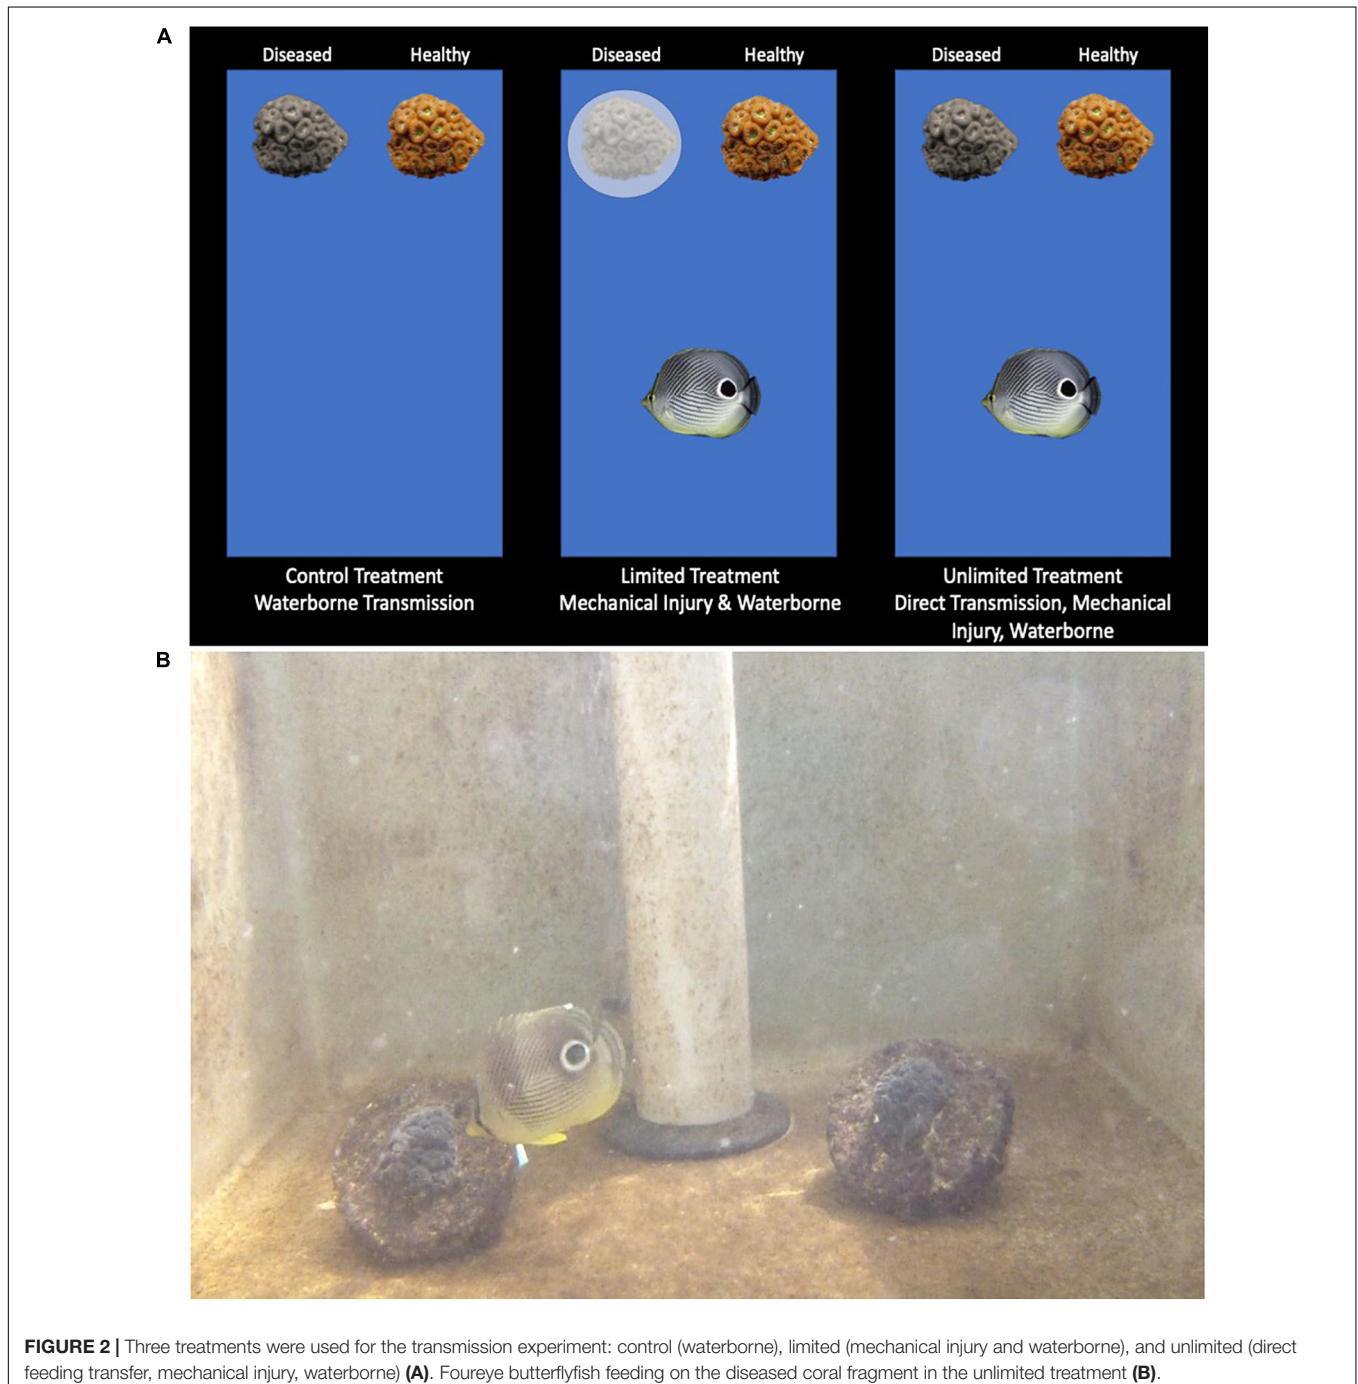 A
Diseased Healthy Diseased Healthy Diseased Healthy
Control Treatment
Waterborne Transmission
Limited Treatment
Mechanical Injury & Waterborne
Unlimited Treatment
Direct Transmission, Mechanical
Injury, Waterborne
B
FIGURE 2 | Three treatments were used for the transmission experiment: control (waterborne), limited (mechanical injury and waterborne), and unlimited (direct
feeding transfer, mechanical injury, waterborne) (A). Foureye butterflyfish feeding on the diseased coral fragment in the unlimited treatment (B).